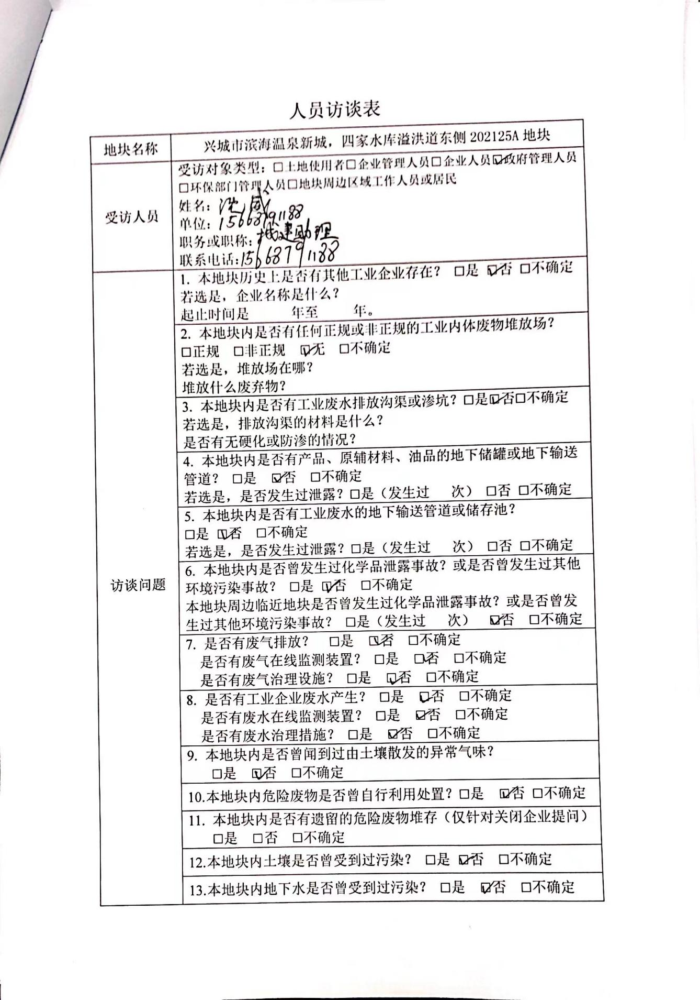 人员访谈表
地块名称
兴城市滨海温泉新城，四家水库溢洪道东侧 202125A 地块
受访人员
受访对象类型：□土地使用者□企业管理人员□企业人员☑政府管理人员
□环保部门管理人员□地块周边区域工作人员或居民
姓名：沈威
单位：15668791188
职务或职称：城建助理
联系电话:15668791188
访谈问题
1. 本地块历史上是否有其他工业企业存在？ □是 ☑否 □不确定
若选是，企业名称是什么？
起止时间是 年至 年。
2. 本地块内是否有任何正规或非正规的工业内体废物堆放场？
□正规 □非正规 ☑无 □不确定
若选是，堆放场在哪？
堆放什么废弃物？
3. 本地块内是否有工业废水排放沟渠或渗坑？□是☑否□不确定
若选是，排放沟渠的材料是什么？
是否有无硬化或防渗的情况？
4. 本地块内是否有产品、原辅材料、油品的地下储罐或地下输送
管道？ □是 ☑否 □不确定
若选是，是否发生过泄露？□是（发生过 次） □否 □不确定
5. 本地块内是否有工业废水的地下输送管道或储存池？
□是 ☑否 □不确定
若选是，是否发生过泄露？□是（发生过 次） □否 □不确定
6. 本地块内是否曾发生过化学品泄露事故？或是否曾发生过其他
环境污染事故？ □是 ☑否 □不确定
本地块周边临近地块是否曾发生过化学品泄露事故？或是否曾发
生过其他环境污染事故？ □是（发生过 次） ☑否 □不确定
7. 是否有废气排放？ □是 ☑否 □不确定
是否有废气在线监测装置？ □是 ☑否 □不确定
是否有废气治理设施？ □是 ☑否 □不确定
8. 是否有工业企业废水产生？ □是 ☑否 □不确定
是否有废水在线监测装置？ □是 ☑否 □不确定
是否有废水治理措施？ □是 ☑否 □不确定
9. 本地块内是否曾闻到过由土壤散发的异常气味？
□是 ☑否 □不确定
10.本地块内危险废物是否曾自行利用处置？□是 ☑否 □不确定
11. 本地块内是否有遗留的危险废物堆存（仅针对关闭企业提问）
□是 □否 □不确定
12.本地块内土壤是否曾受到过污染？ □是 ☑否 □不确定
13.本地块内地下水是否曾受到过污染？ □是 ☑否 □不确定